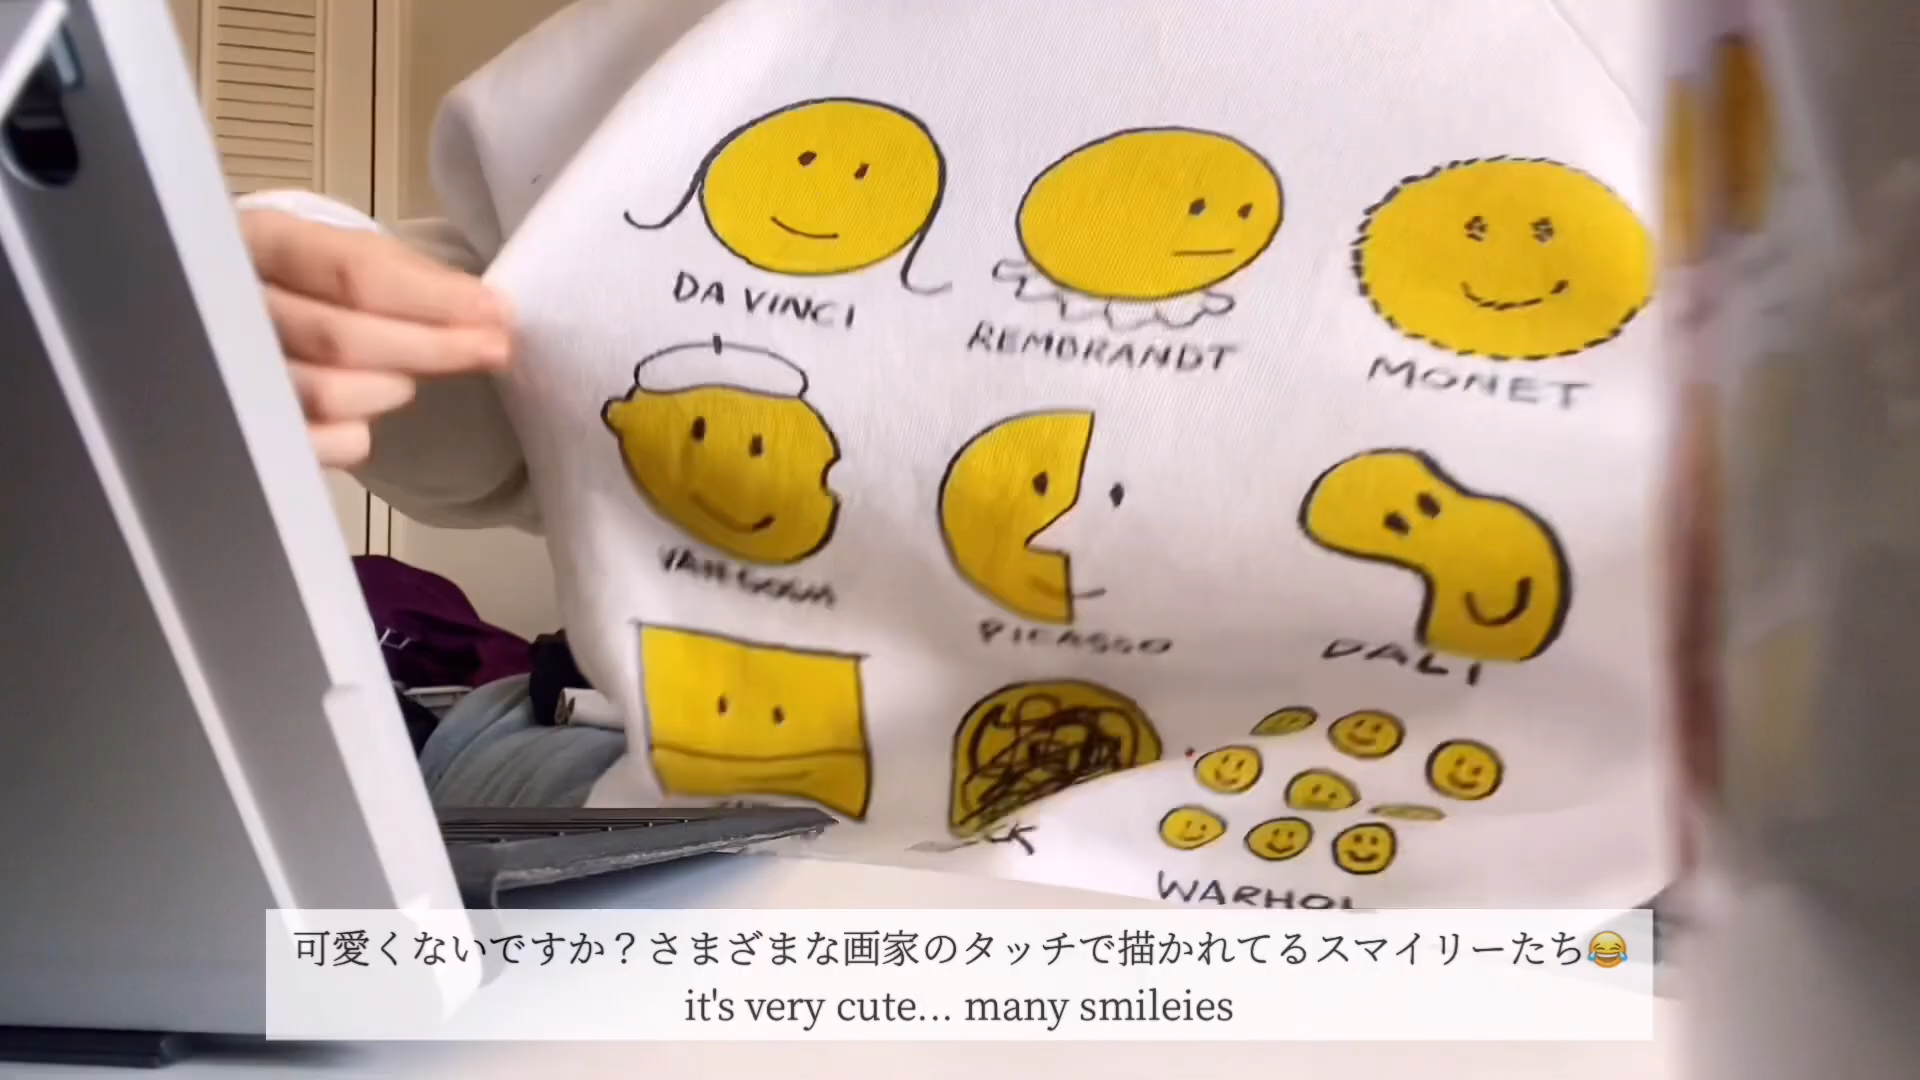 DA VINCI
REMBRANDT
MONET
VAN GOGH
PICASSO
DALI
WARHOL
可愛くないですか？さまざまな画家のタッチで描かれてるスマイリーたち😂
it's very cute... many smileies